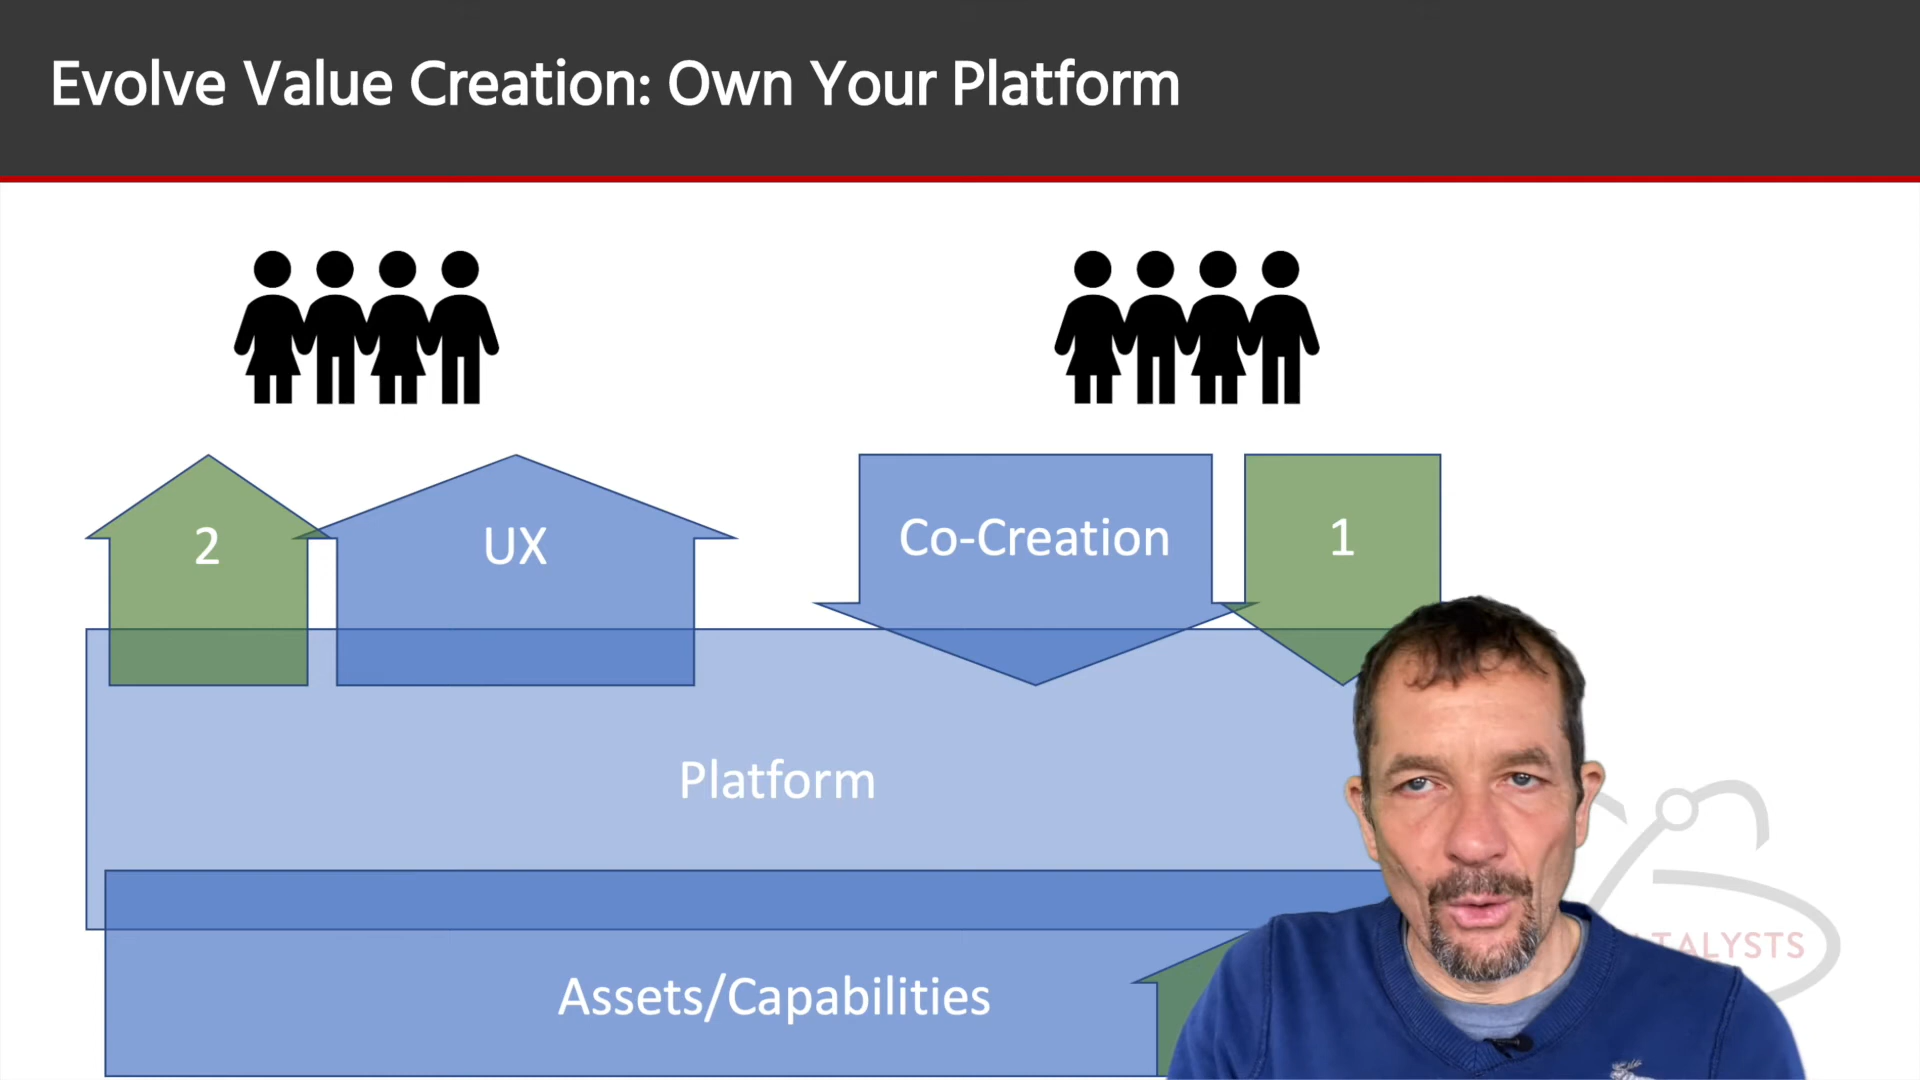 Evolve Value Creation: Own Your Platform
2
UX
Co-Creation
1
Platform
Assets/Capabilities